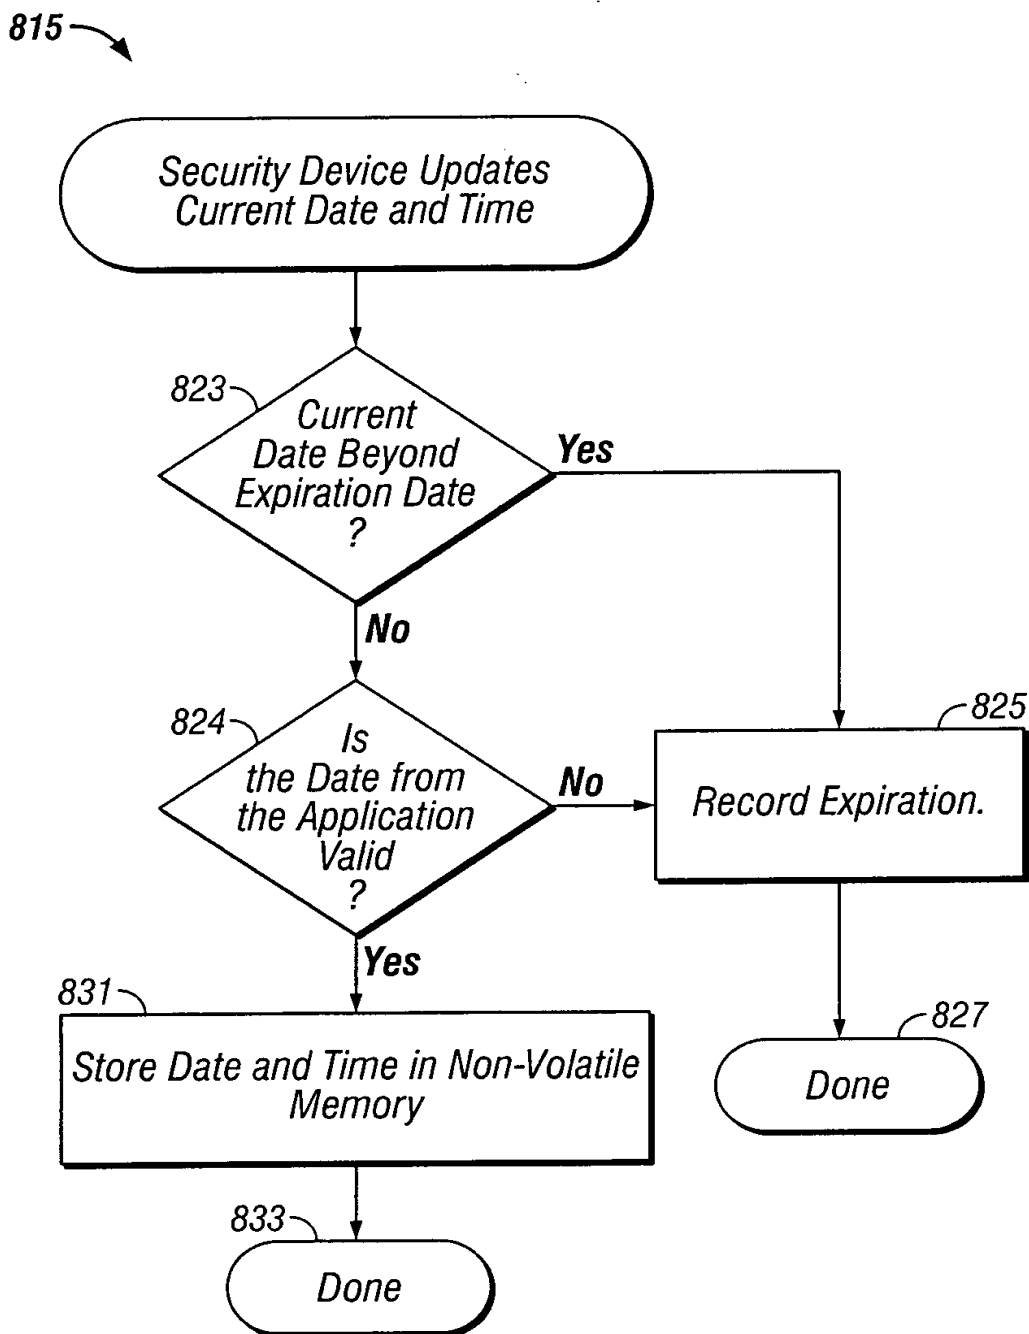 815
Security Device Updates
Current Date and Time
823
Current
Date Beyond
Expiration Date
?
Yes
No
824
Is
the Date from
the Application
Valid
?
No
825
Record Expiration.
Yes
831
Store Date and Time in Non-Volatile
Memory
827
Done
833
Done